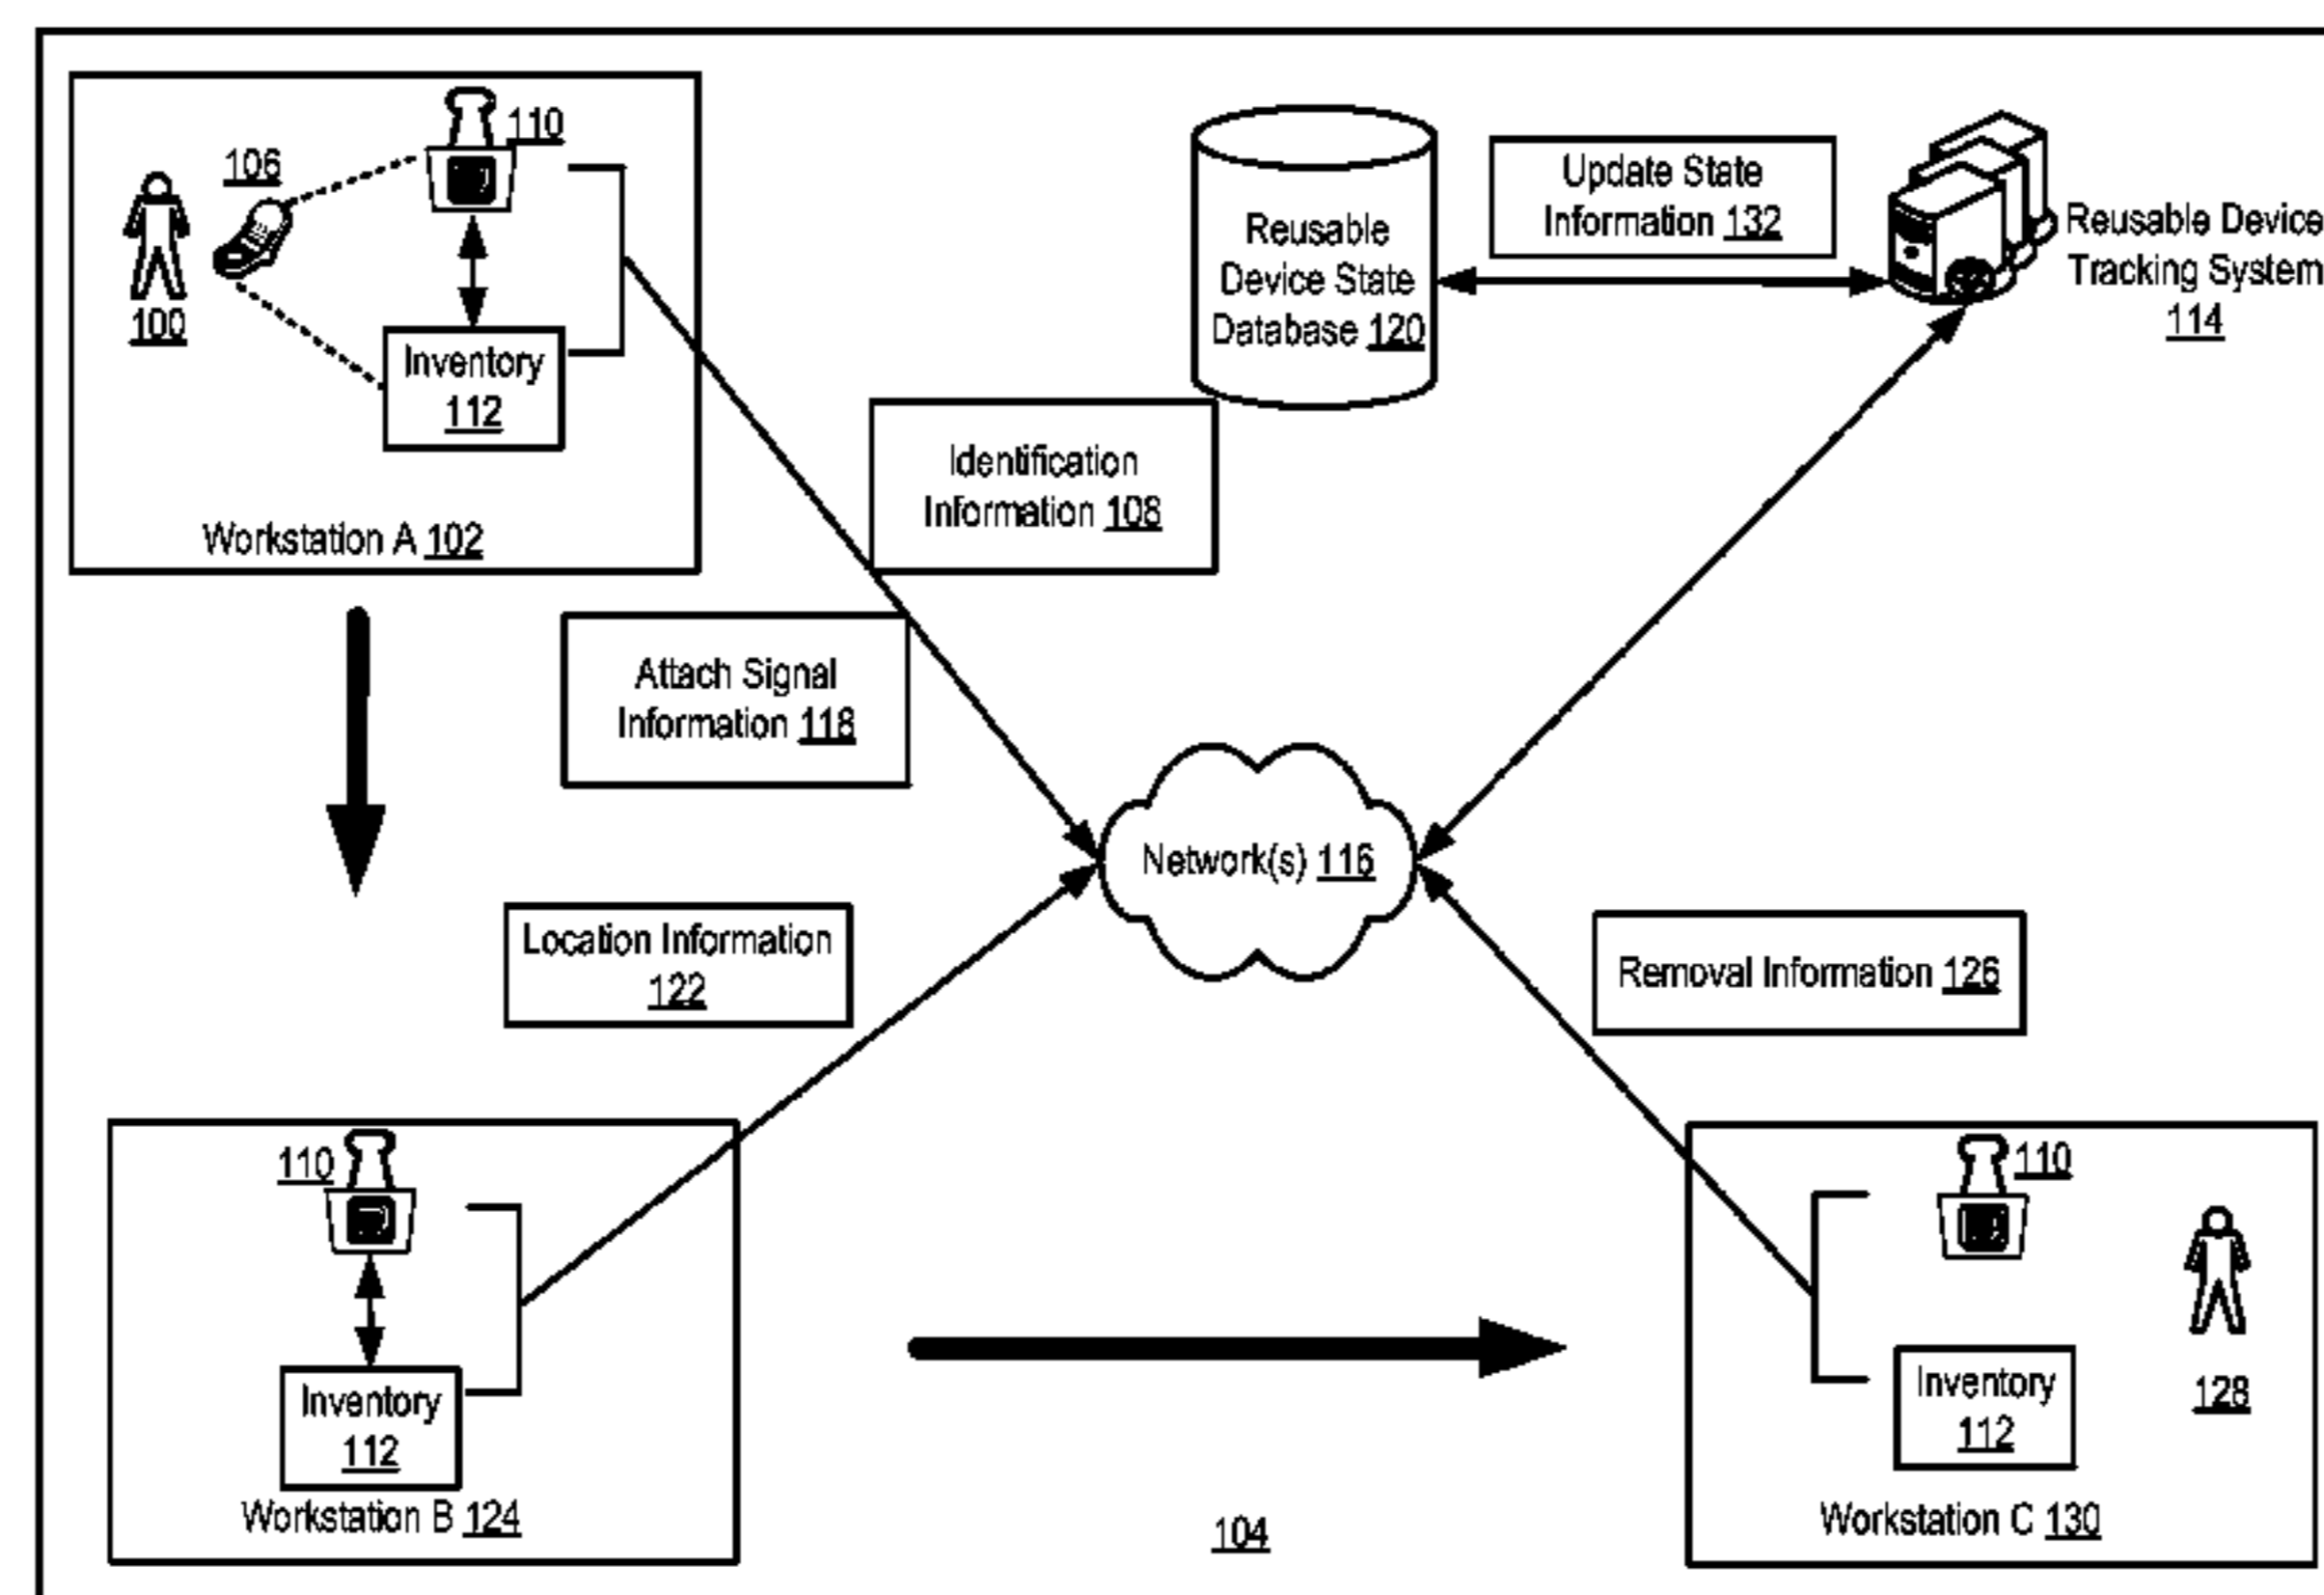 110
106
100
Inventory
112
Workstation A 102
Reusable
Device State
Database 120
Update State
Information 132
Reusable Device
Tracking System
114
Identification
Information 108
Attach Signal
Information 118
Network(s) 116
Location Information
122
Removal Information 126
110
Inventory
112
Workstation B 124
104
110
128
Inventory
112
Workstation C 130